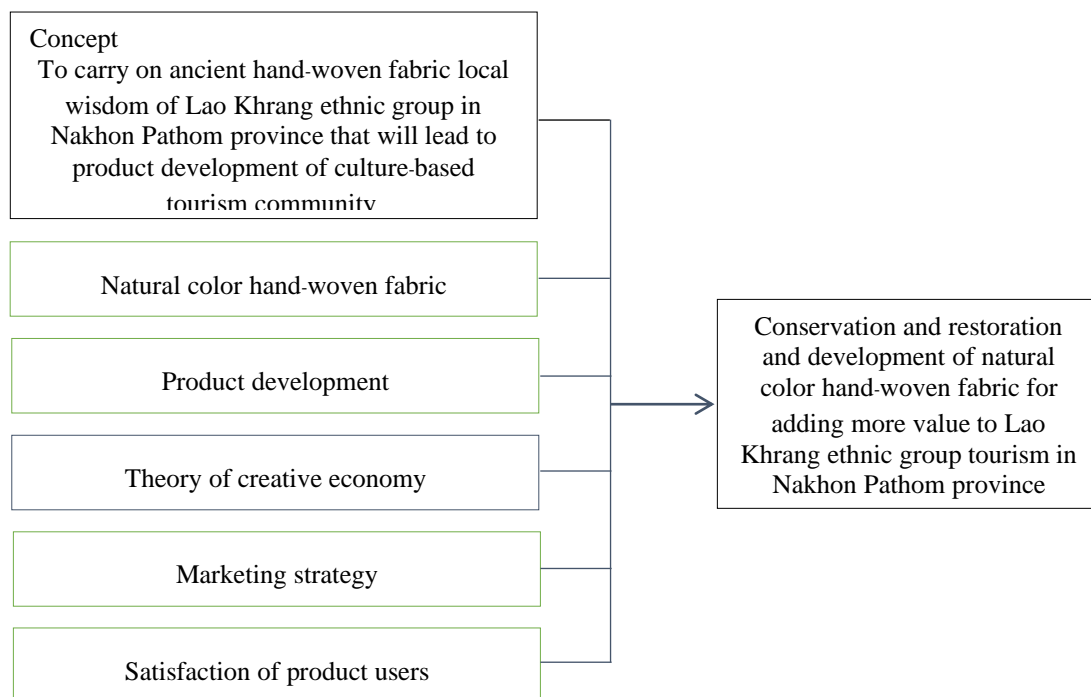 Concept
To carry on ancient hand-woven fabric local
wisdom of Lao Khrang ethnic group in
Nakhon Pathom province that will lead to
product development of culture-based
tourism community
Natural color hand-woven fabric
Product development
Theory of creative economy
Marketing strategy
Satisfaction of product users
Conservation and restoration
and development of natural
color hand-woven fabric for
adding more value to Lao
Khrang ethnic group tourism in
Nakhon Pathom province